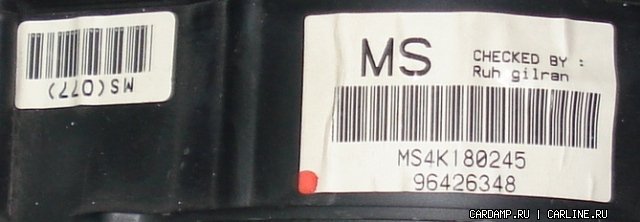 MS(077)
MS
CHECKED BY :
Ruh gilran
MS4K180245
96426348
CARDAMP.RU | CARLINE.RU